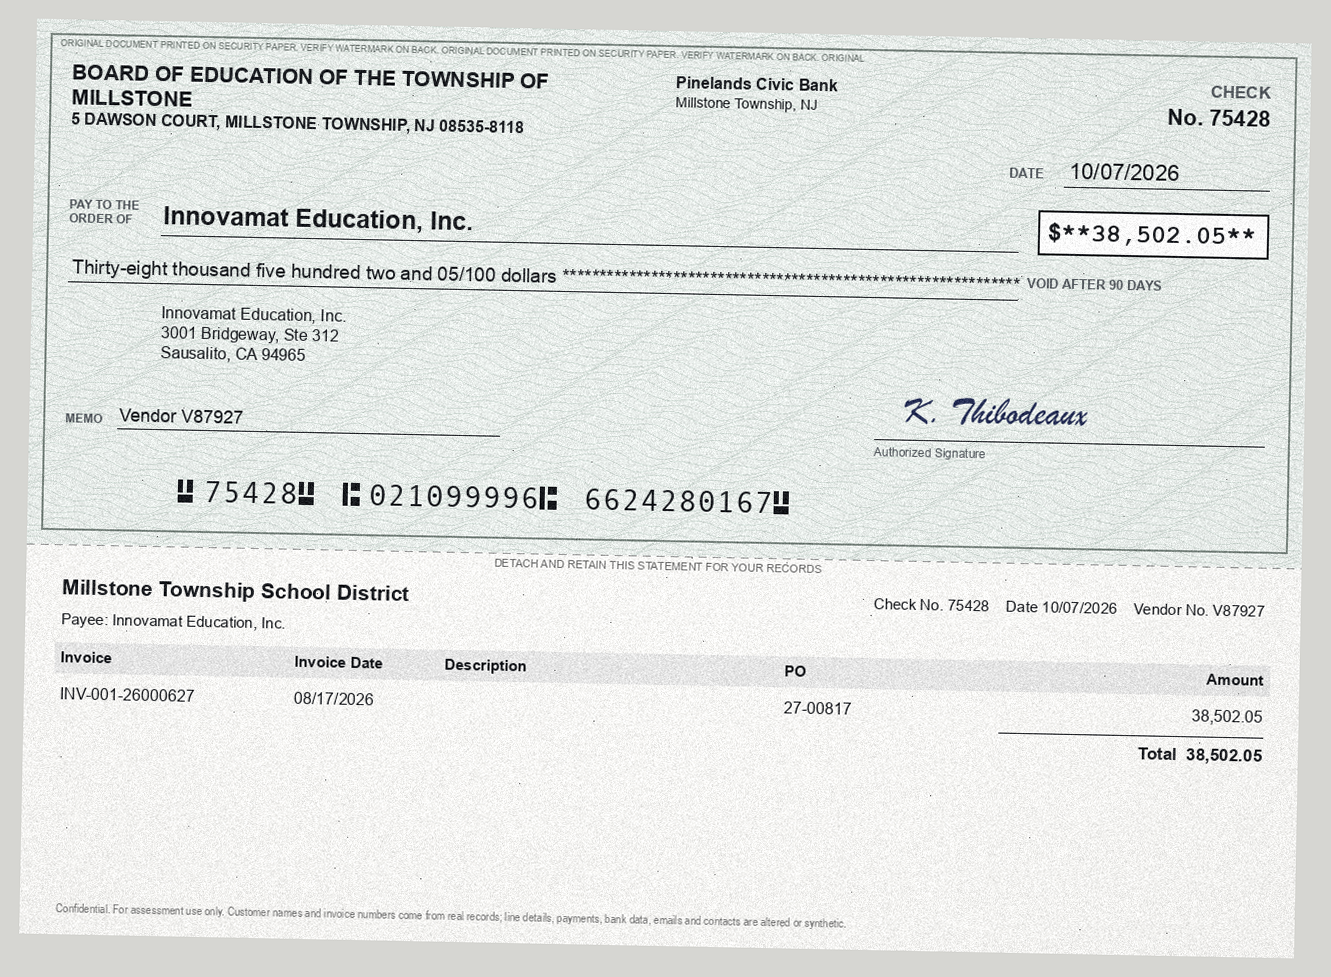 ORIGINAL DOCUMENT PRINTED ON SECURITY PAPER. VERIFY WATERMARK ON BACK. ORIGINAL DOCUMENT PRINTED ON SECURITY PAPER. VERIFY WATERMARK ON BACK. ORIGINAL
BOARD OF EDUCATION OF THE TOWNSHIP OF
MILLSTONE
5 DAWSON COURT, MILLSTONE TOWNSHIP, NJ 08535-8118
Pinelands Civic Bank
Millstone Township, NJ
CHECK
No. 75428
DATE 10/07/2026
PAY TO THE
ORDER OF
Innovamat Education, Inc.
$**38,502.05**
Thirty-eight thousand five hundred two and 05/100 dollars ****************************************************************** VOID AFTER 90 DAYS
Innovamat Education, Inc.
3001 Bridgeway, Ste 312
Sausalito, CA 94965
MEMO Vendor V87927
K. Thibodeaux
Authorized Signature
⑈75428⑈ ⑆021099996⑆ 6624280167⑈
DETACH AND RETAIN THIS STATEMENT FOR YOUR RECORDS
Millstone Township School District
Check No. 75428 Date 10/07/2026 Vendor No. V87927
Payee: Innovamat Education, Inc.
Invoice Invoice Date Description PO Amount
INV-001-26000627 08/17/2026 27-00817 38,502.05
Total 38,502.05
Confidential. For assessment use only. Customer names and invoice numbers come from real records; line details, payments, bank data, emails and contacts are altered or synthetic.